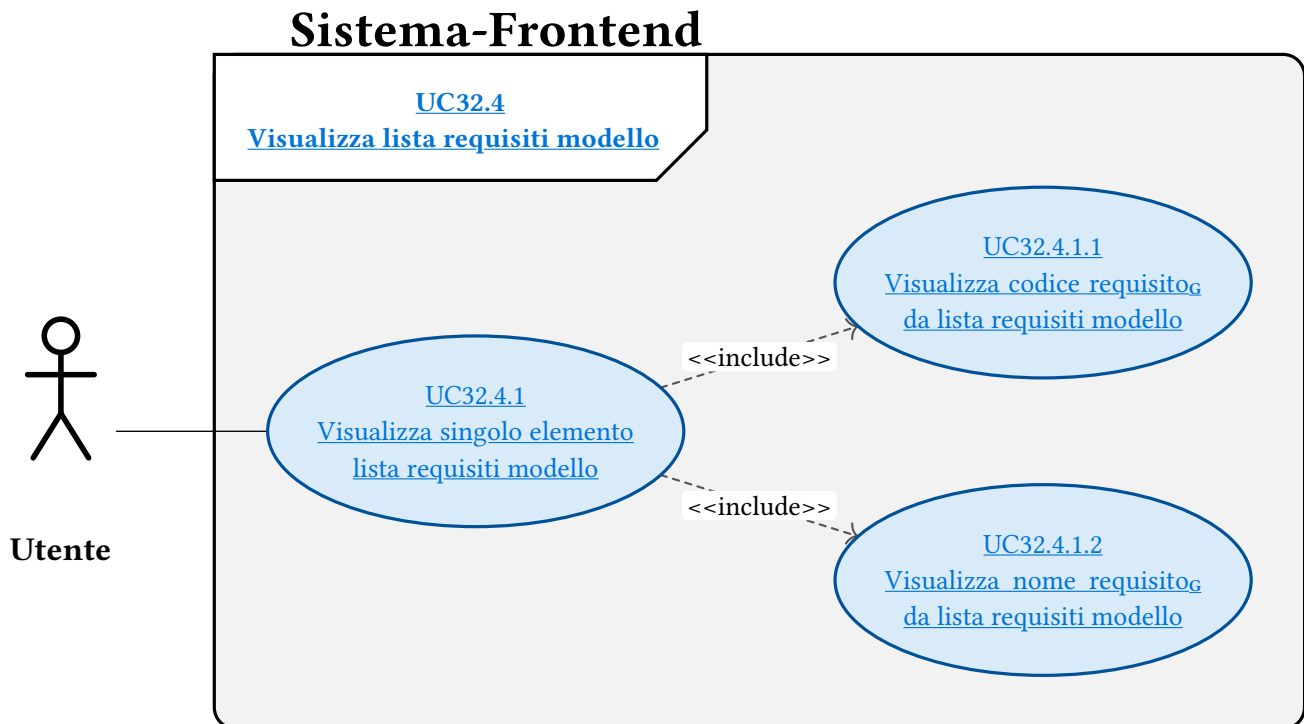 Sistema-Frontend
UC32.4
Visualizza lista requisiti modello
UC32.4.1.1
Visualizza codice requisitoG
da lista requisiti modello
<<include>>
UC32.4.1
Visualizza singolo elemento
lista requisiti modello
<<include>>
Utente
UC32.4.1.2
Visualizza nome requisitoG
da lista requisiti modello